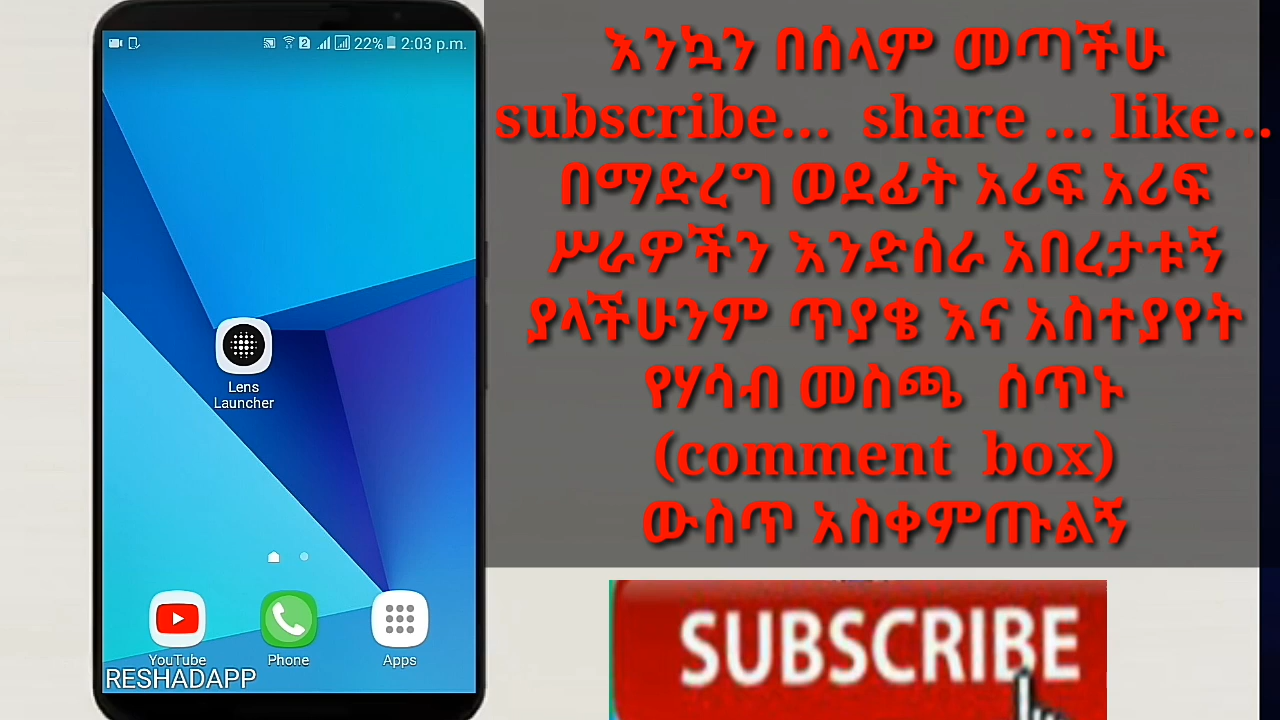 22% 2:03 p.m.
Lens
Launcher
YouTube Phone Apps
RESHADAPP
እንኳን በሰላም መጣችሁ
subscribe... share ... like...
በማድረግ ወደፊት አሪፍ አሪፍ
ሥራዎችን እንድሰራ አበረታቱኝ
ያላችሁንም ጥያቄ እና አስተያየት
የሃሳብ መስጫ ሰጥኑ
(comment box)
ውስጥ አስቀምጡልኝ
SUBSCRIBE